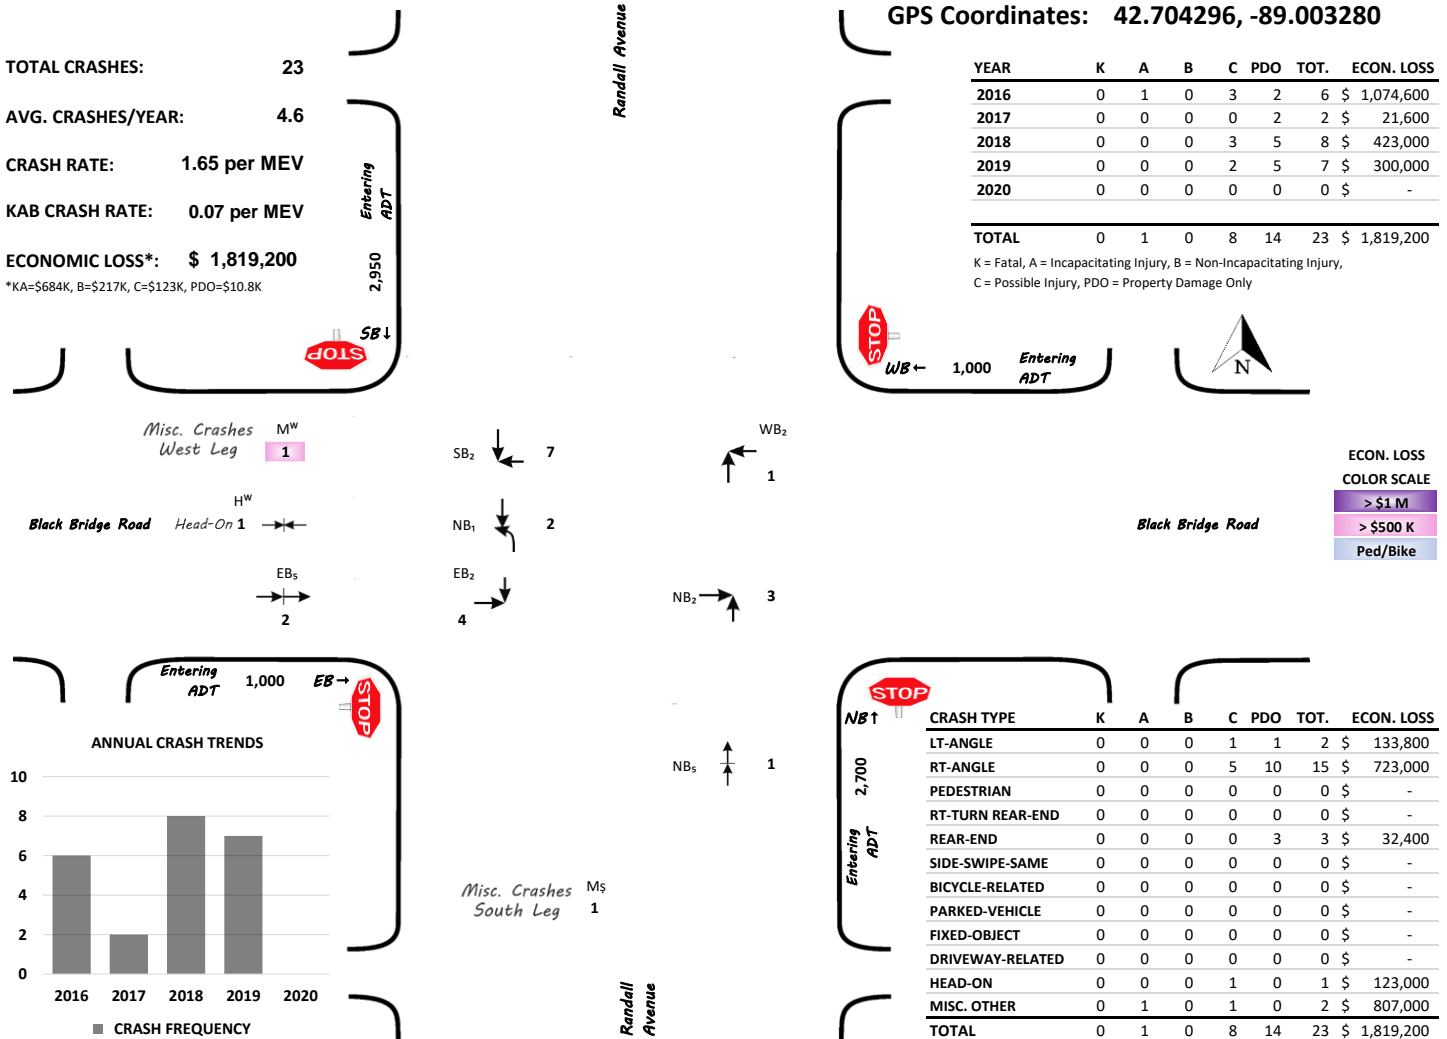 GPS Coordinates: 42.704296, -89.003280
Randall Avenue
TOTAL CRASHES: 23
AVG. CRASHES/YEAR: 4.6
CRASH RATE: 1.65 per MEV
KAB CRASH RATE: 0.07 per MEV
ECONOMIC LOSS*: $ 1,819,200
*KA=$684K, B=$217K, C=$123K, PDO=$10.8K
Entering
ADT
2,950
SB↓
STOP
YEAR K A B C PDO TOT. ECON. LOSS
2016 0 1 0 3 2 6 $ 1,074,600
2017 0 0 0 0 2 2 $ 21,600
2018 0 0 0 3 5 8 $ 423,000
2019 0 0 0 2 5 7 $ 300,000
2020 0 0 0 0 0 0 $ -
TOTAL 0 1 0 8 14 23 $ 1,819,200
K = Fatal, A = Incapacitating Injury, B = Non-Incapacitating Injury,
C = Possible Injury, PDO = Property Damage Only
STOP
WB← 1,000 Entering
ADT
N
Misc. Crashes
West Leg
Mᵂ
1
SB₂ 7
WB₂
1
ECON. LOSS
COLOR SCALE
> $1 M
> $500 K
Ped/Bike
Black Bridge Road
Hᵂ
Head-On 1
NB₁ 2
Black Bridge Road
EB₅
2
EB₂
4
NB₂ 3
Entering
ADT
1,000 EB→
STOP
STOP
NB↑
2,700
Entering
ADT
NB₅ 1
Misc. Crashes
South Leg
Mș
1
Randall
Avenue
ANNUAL CRASH TRENDS
10
8
6
4
2
0
2016 2017 2018 2019 2020
CRASH FREQUENCY
CRASH TYPE K A B C PDO TOT. ECON. LOSS
LT-ANGLE 0 0 0 1 1 2 $ 133,800
RT-ANGLE 0 0 0 5 10 15 $ 723,000
PEDESTRIAN 0 0 0 0 0 0 $ -
RT-TURN REAR-END 0 0 0 0 0 0 $ -
REAR-END 0 0 0 0 3 3 $ 32,400
SIDE-SWIPE-SAME 0 0 0 0 0 0 $ -
BICYCLE-RELATED 0 0 0 0 0 0 $ -
PARKED-VEHICLE 0 0 0 0 0 0 $ -
FIXED-OBJECT 0 0 0 0 0 0 $ -
DRIVEWAY-RELATED 0 0 0 0 0 0 $ -
HEAD-ON 0 0 0 1 0 1 $ 123,000
MISC. OTHER 0 1 0 1 0 2 $ 807,000
TOTAL 0 1 0 8 14 23 $ 1,819,200